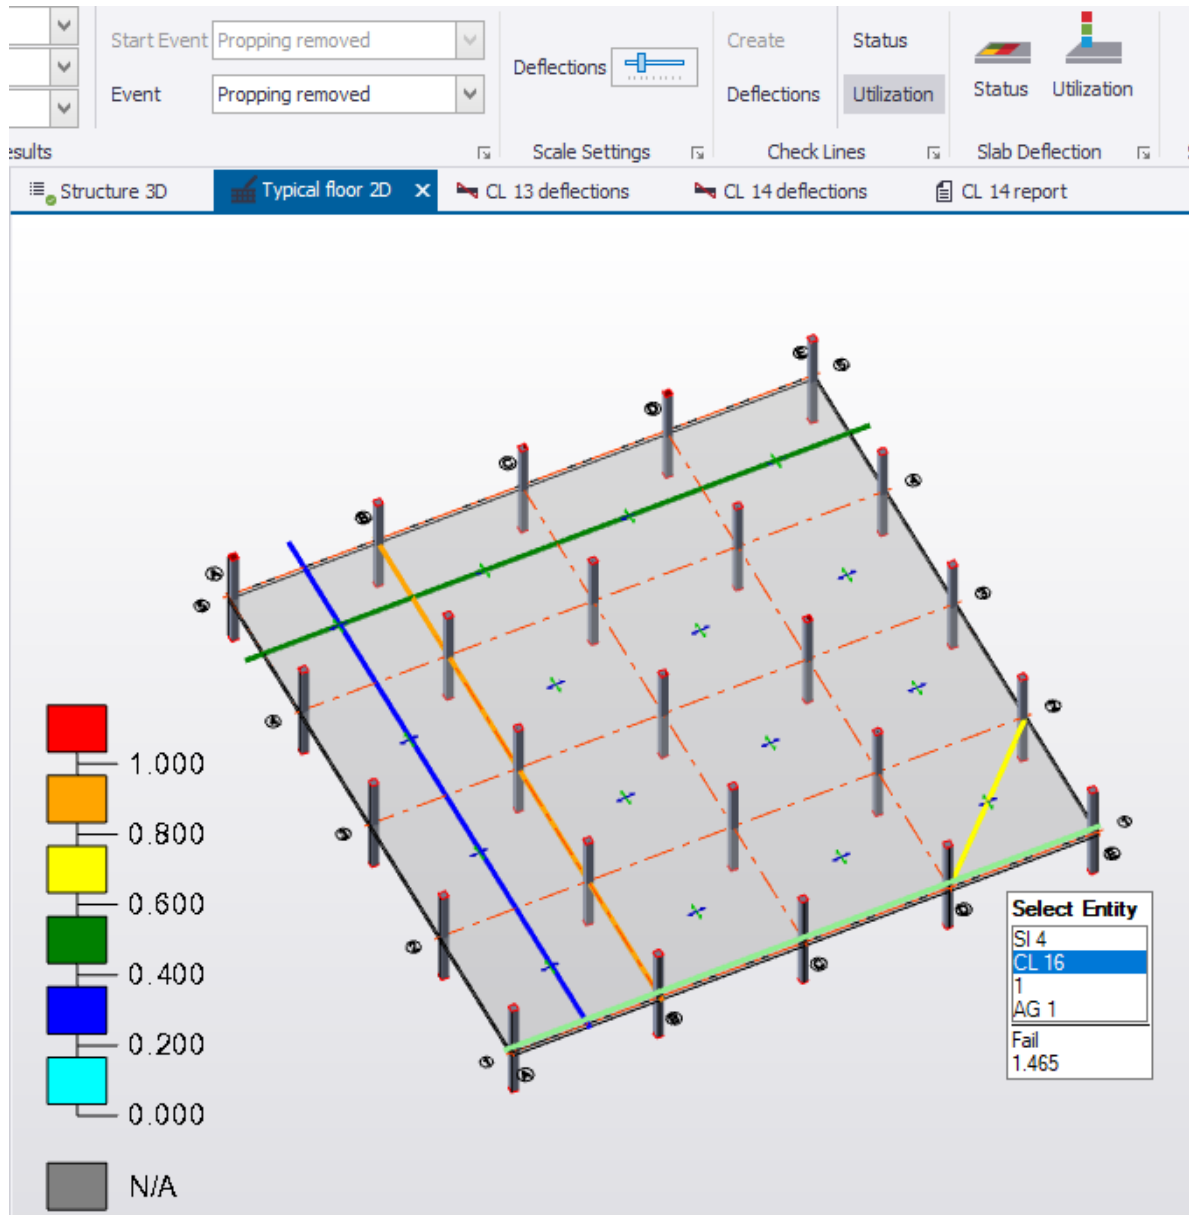 Start Event Propping removed
Event Propping removed
Deflections
Create
Deflections
Status
Utilization
Status Utilization
esults
Scale Settings
Check Lines
Slab Deflection
Structure 3D
Typical floor 2D X
CL 13 deflections
CL 14 deflections
CL 14 report
1.000
0.800
0.600
0.400
0.200
0.000
N/A
Select Entity
SI 4
CL 16
1
AG 1
Fail
1.465